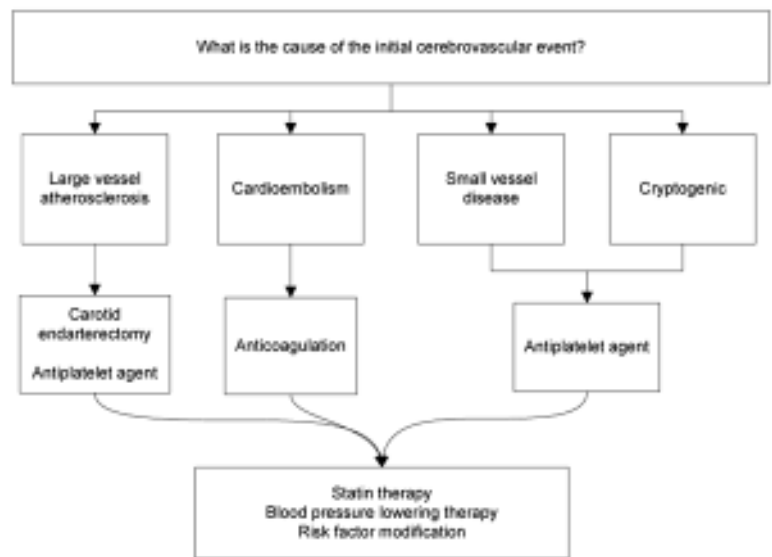 What is the cause of the initial cerebrovascular event?
Large vessel
atherosclerosis
Cardioembolism
Small vessel
disease
Cryptogenic
Carotid
endarterectomy
Antiplatelet agent
Anticoagulation
Antiplatelet agent
Statin therapy
Blood pressure lowering therapy
Risk factor modification